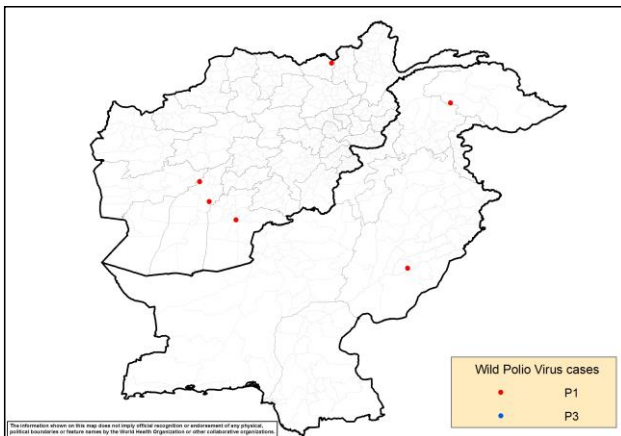 Wild Polio Virus cases
P1
P3
The information shown on this map does not imply official recognition or endorsement of any physical,
political boundaries or feature names by the World Health Organization or other collaborative organizations.